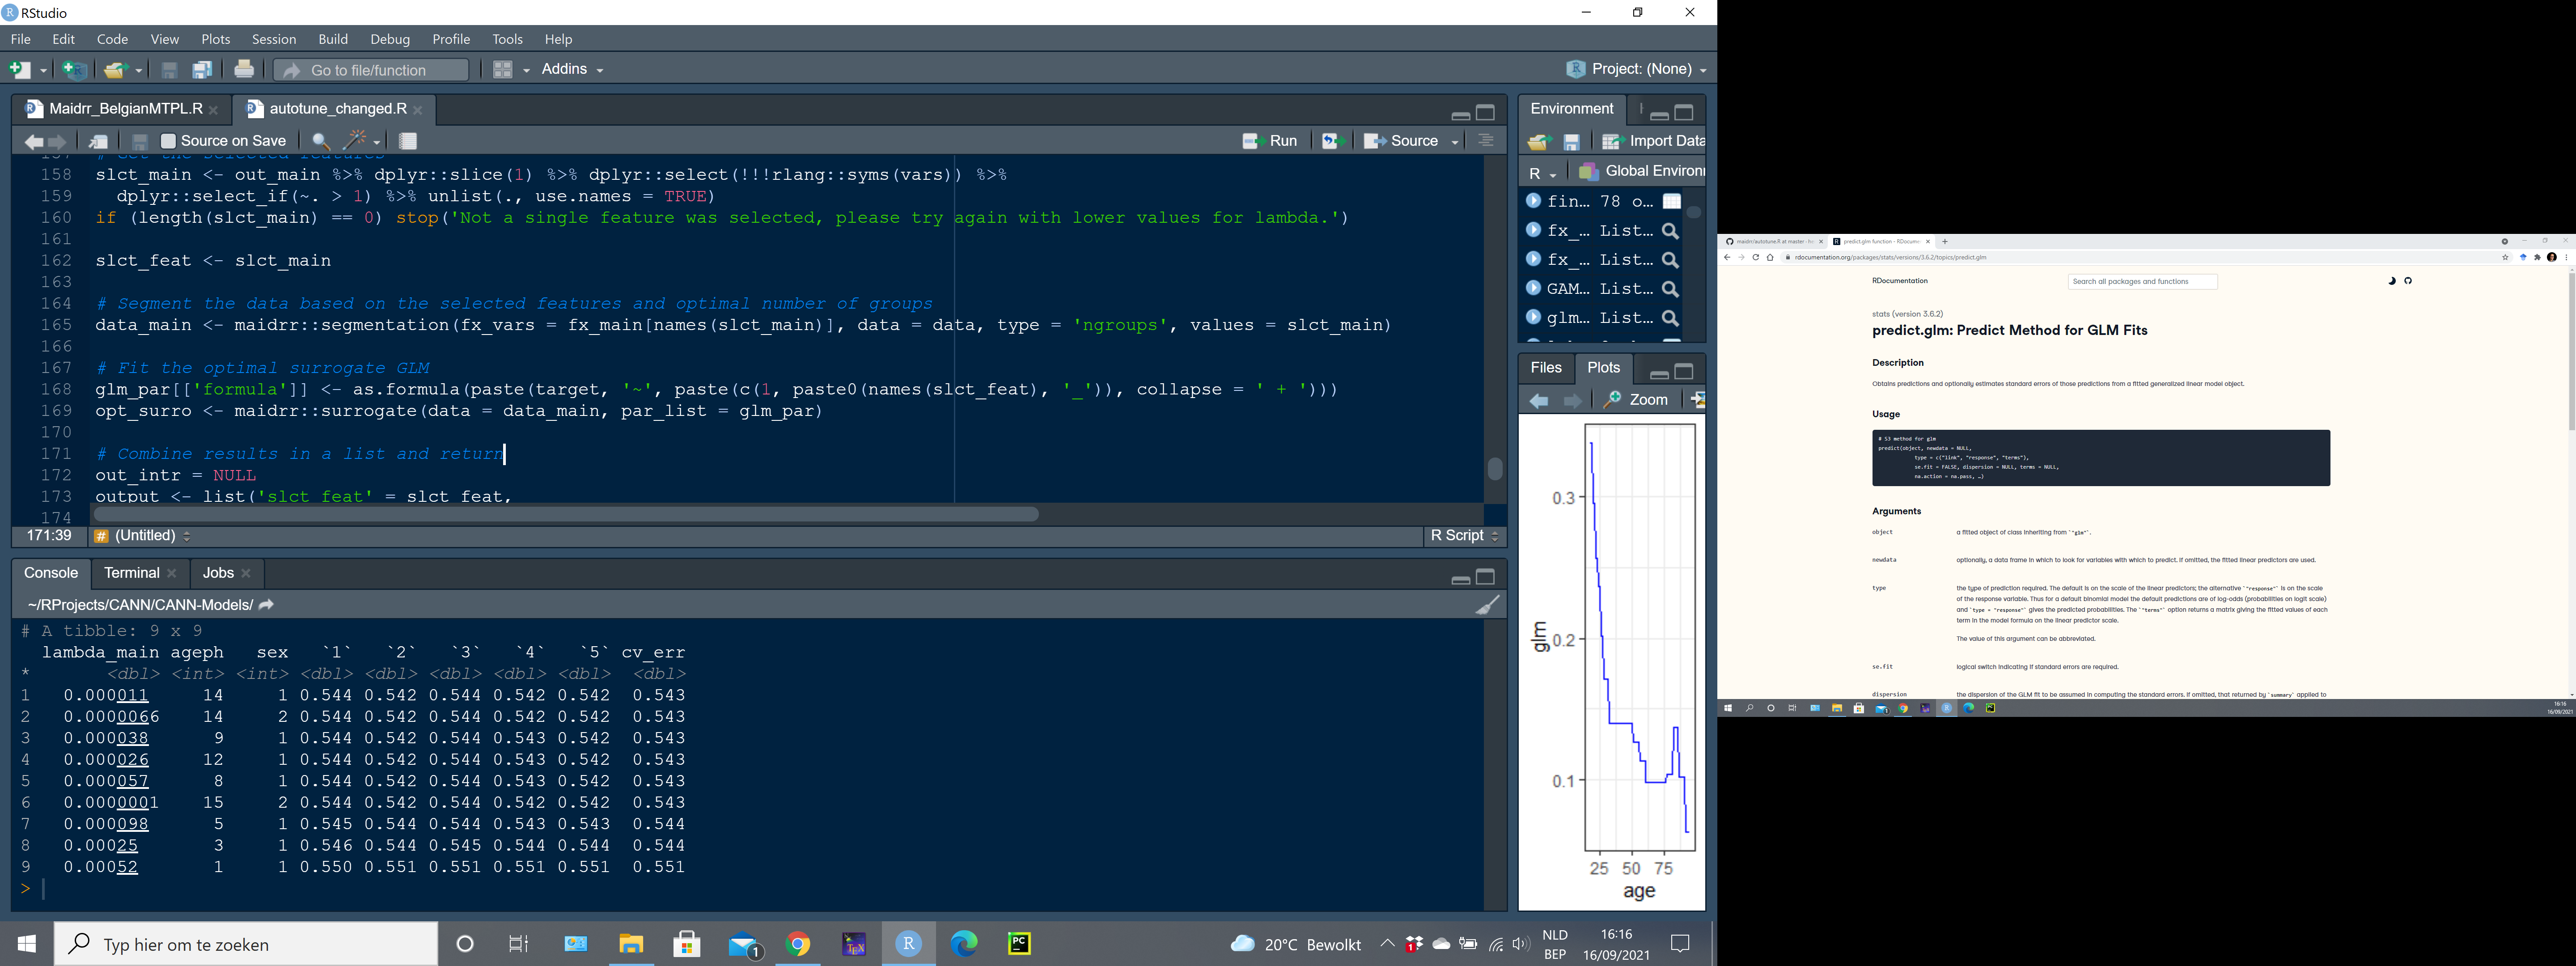 RStudio
File Edit Code View Plots Session Build Debug Profile Tools Help
Go to file/function Addins Project: (None)
Maidrr_BelgianMTPL.R autotune_changed.R
Source on Save Run Source
157 # Get the selected features
158 slct_main <- out_main %>% dplyr::slice(1) %>% dplyr::select(!!!rlang::syms(vars)) %>%
159 dplyr::select_if(~. > 1) %>% unlist(., use.names = TRUE)
160 if (length(slct_main) == 0) stop('Not a single feature was selected, please try again with lower values for lambda.')
161
162 slct_feat <- slct_main
163
164 # Segment the data based on the selected features and optimal number of groups
165 data_main <- maidrr::segmentation(fx_vars = fx_main[names(slct_main)], data = data, type = 'ngroups', values = slct_main)
166
167 # Fit the optimal surrogate GLM
168 glm_par[['formula']] <- as.formula(paste(target, '~', paste(c(1, paste0(names(slct_feat), '_')), collapse = ' + ')))
169 opt_surro <- maidrr::surrogate(data = data_main, par_list = glm_par)
170
171 # Combine results in a list and return
172 out_intr = NULL
173 output <- list('slct_feat' = slct_feat,
174
171:39 # (Untitled) R Script
Console Terminal Jobs
~/RProjects/CANN/CANN-Models/
# A tibble: 9 x 9
lambda_main ageph sex `1` `2` `3` `4` `5` cv_err
* <dbl> <int> <int> <dbl> <dbl> <dbl> <dbl> <dbl> <dbl>
1 0.000011 14 1 0.544 0.542 0.544 0.542 0.542 0.543
2 0.0000066 14 2 0.544 0.542 0.544 0.542 0.542 0.543
3 0.000038 9 1 0.544 0.542 0.544 0.543 0.542 0.543
4 0.000026 12 1 0.544 0.542 0.544 0.543 0.542 0.543
5 0.000057 8 1 0.544 0.542 0.544 0.543 0.542 0.543
6 0.0000001 15 2 0.544 0.542 0.544 0.542 0.542 0.543
7 0.000098 5 1 0.545 0.544 0.544 0.543 0.543 0.544
8 0.00025 3 1 0.546 0.544 0.545 0.544 0.544 0.544
9 0.00052 1 1 0.550 0.551 0.551 0.551 0.551 0.551
>
Environment
Import Data
R Global Environ
fin... 78 o...
fx_... List...
fx_... List...
GAM... List...
glm... List...
Files Plots
Zoom
glm
0.3
0.2
0.1
25 50 75
age
Typ hier om te zoeken
1
PC
20°C Bewolkt
1
NLD
BEP
16:16
16/09/2021
maidrr/autotune.R at master · predict.glm function - RDocumen
rdocumentation.org/packages/stats/versions/3.6.2/topics/predict.glm
RDocumentation Search all packages and functions
stats (version 3.6.2)
predict.glm: Predict Method for GLM Fits
Description
Obtains predictions and optionally estimates standard errors of those predictions from a fitted generalized linear model object.
Usage
# S3 method for glm
predict(object, newdata = NULL,
type = c("link", "response", "terms"),
se.fit = FALSE, dispersion = NULL, terms = NULL,
na.action = na.pass, …)
Arguments
object a fitted object of class inheriting from `"glm"`.
newdata optionally, a data frame in which to look for variables with which to predict. If omitted, the fitted linear predictors are used.
type the type of prediction required. The default is on the scale of the linear predictors; the alternative `"response"` is on the scale
of the response variable. Thus for a default binomial model the default predictions are of log-odds (probabilities on logit scale)
and `type = "response"` gives the predicted probabilities. The `"terms"` option returns a matrix giving the fitted values of each
term in the model formula on the linear predictor scale.
The value of this argument can be abbreviated.
se.fit logical switch indicating if standard errors are required.
dispersion the dispersion of the GLM fit to be assumed in computing the standard errors. If omitted, that returned by `summary` applied to
16:16
16/09/2021